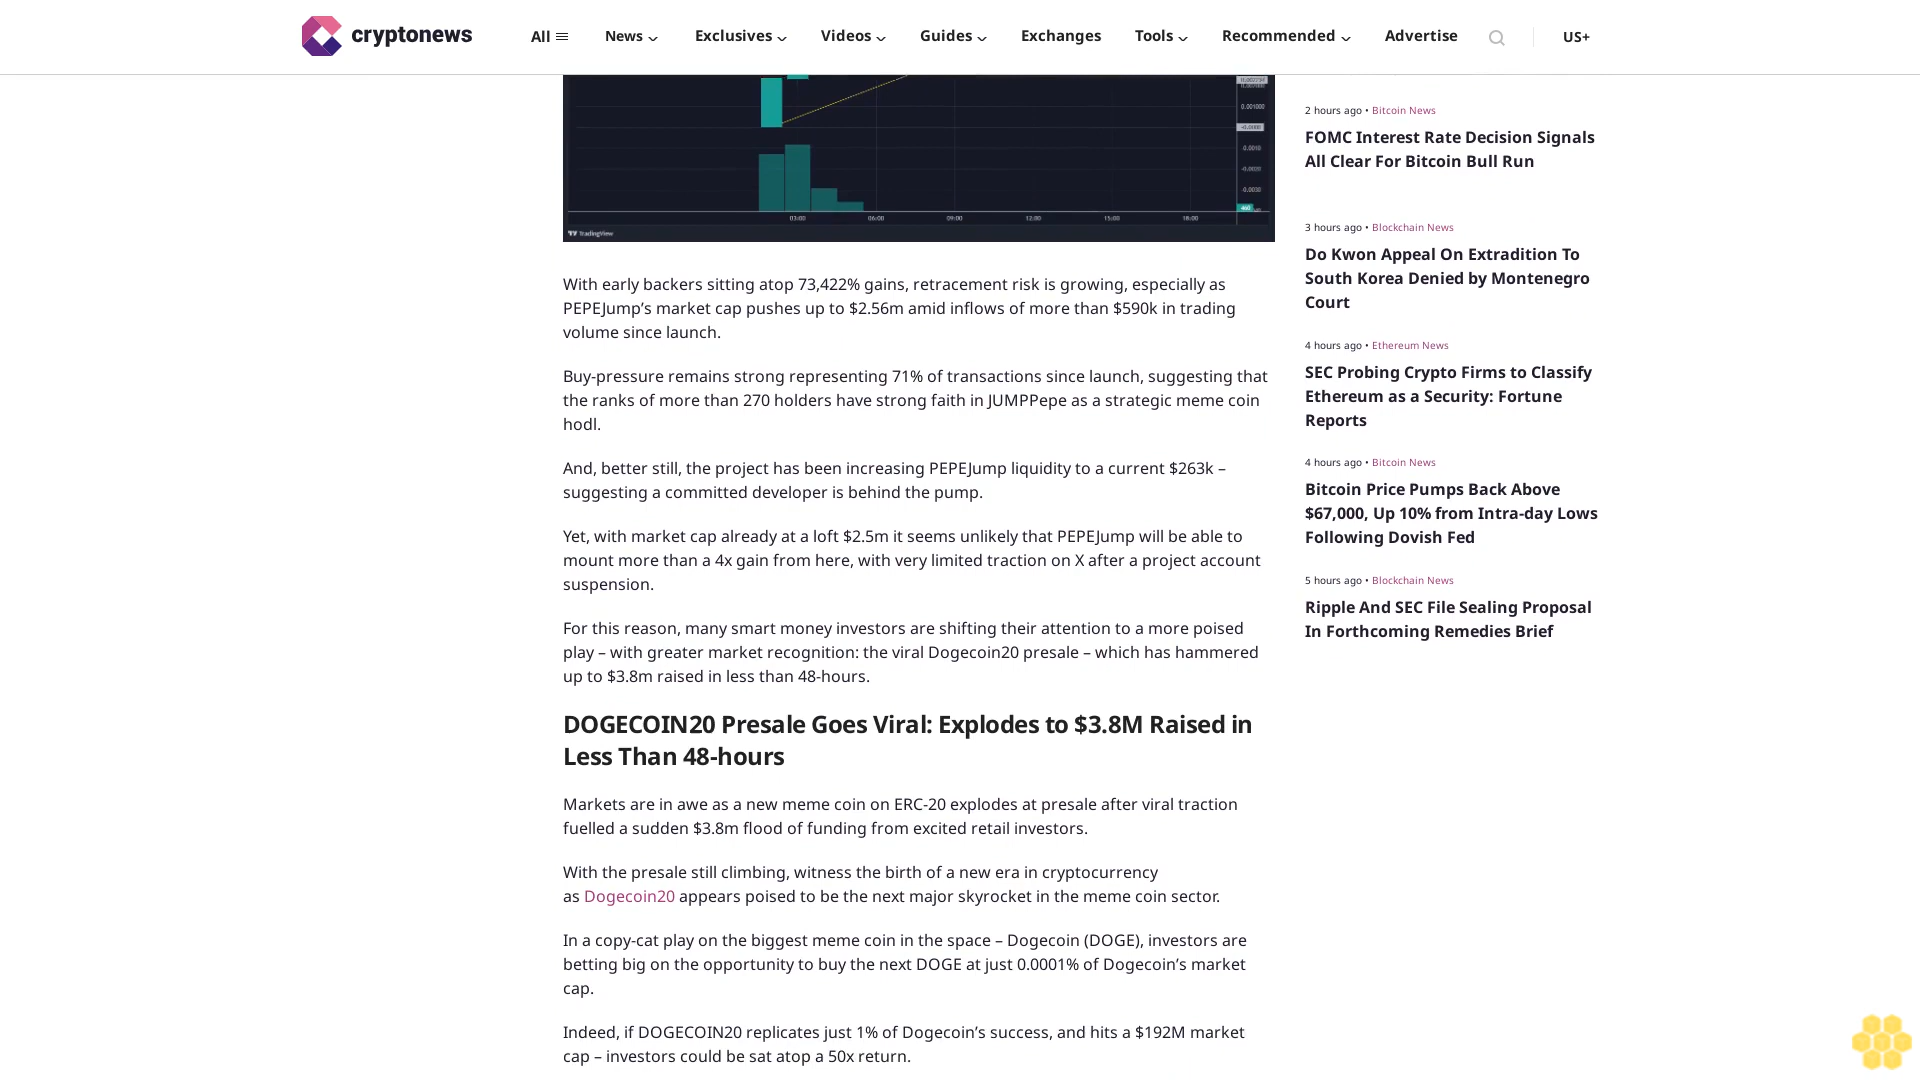 cryptonews
All
News
Exclusives
Videos
Guides
Exchanges
Tools
Recommended
Advertise
US+
0.001000
-0.0000
-0.0010
-0.0020
-0.0030
460
03:00
06:00
09:00
12:00
15:00
18:00
TradingView
With early backers sitting atop 73,422% gains, retracement risk is growing, especially as
PEPEJump’s market cap pushes up to $2.56m amid inflows of more than $590k in trading
volume since launch.
Buy-pressure remains strong representing 71% of transactions since launch, suggesting that
the ranks of more than 270 holders have strong faith in JUMPPepe as a strategic meme coin
hodl.
And, better still, the project has been increasing PEPEJump liquidity to a current $263k –
suggesting a committed developer is behind the pump.
Yet, with market cap already at a loft $2.5m it seems unlikely that PEPEJump will be able to
mount more than a 4x gain from here, with very limited traction on X after a project account
suspension.
For this reason, many smart money investors are shifting their attention to a more poised
play – with greater market recognition: the viral Dogecoin20 presale – which has hammered
up to $3.8m raised in less than 48-hours.
DOGECOIN20 Presale Goes Viral: Explodes to $3.8M Raised in
Less Than 48-hours
Markets are in awe as a new meme coin on ERC-20 explodes at presale after viral traction
fuelled a sudden $3.8m flood of funding from excited retail investors.
With the presale still climbing, witness the birth of a new era in cryptocurrency
as Dogecoin20 appears poised to be the next major skyrocket in the meme coin sector.
In a copy-cat play on the biggest meme coin in the space – Dogecoin (DOGE), investors are
betting big on the opportunity to buy the next DOGE at just 0.0001% of Dogecoin’s market
cap.
Indeed, if DOGECOIN20 replicates just 1% of Dogecoin’s success, and hits a $192M market
cap – investors could be sat atop a 50x return.
2 hours ago • Bitcoin News
FOMC Interest Rate Decision Signals
All Clear For Bitcoin Bull Run
3 hours ago • Blockchain News
Do Kwon Appeal On Extradition To
South Korea Denied by Montenegro
Court
4 hours ago • Ethereum News
SEC Probing Crypto Firms to Classify
Ethereum as a Security: Fortune
Reports
4 hours ago • Bitcoin News
Bitcoin Price Pumps Back Above
$67,000, Up 10% from Intra-day Lows
Following Dovish Fed
5 hours ago • Blockchain News
Ripple And SEC File Sealing Proposal
In Forthcoming Remedies Brief